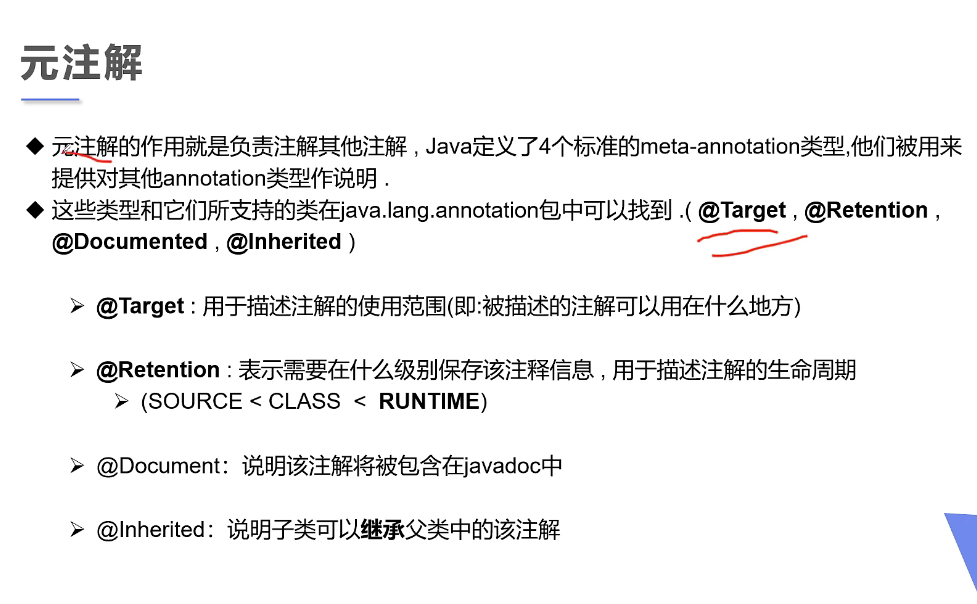 元注解
◆ 元注解的作用就是负责注解其他注解 , Java定义了4个标准的meta-annotation类型,他们被用来
提供对其他annotation类型作说明 .
◆ 这些类型和它们所支持的类在java.lang.annotation包中可以找到 .( @Target , @Retention ,
@Documented , @Inherited )
➢ @Target : 用于描述注解的使用范围(即:被描述的注解可以用在什么地方)
➢ @Retention : 表示需要在什么级别保存该注释信息 , 用于描述注解的生命周期
➢ (SOURCE < CLASS < RUNTIME)
➢ @Document：说明该注解将被包含在javadoc中
➢ @Inherited：说明子类可以继承父类中的该注解